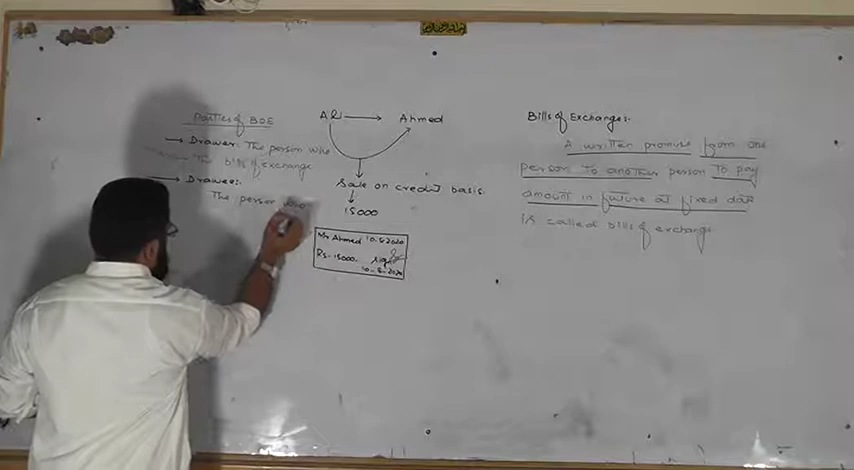 Parties of BOE
→ Drawer: The person who
the bills of exchange
→ Drawee:
The person who
Ali → Ahmed
Sale on credit basis
15000
Mr Ahmed 10.5.2020
Rs. 15000. sign
10-8-2020
Bills of Exchange:-
A written promise from one
person to another person to pay
amount in future at fixed date
is called bills of exchange